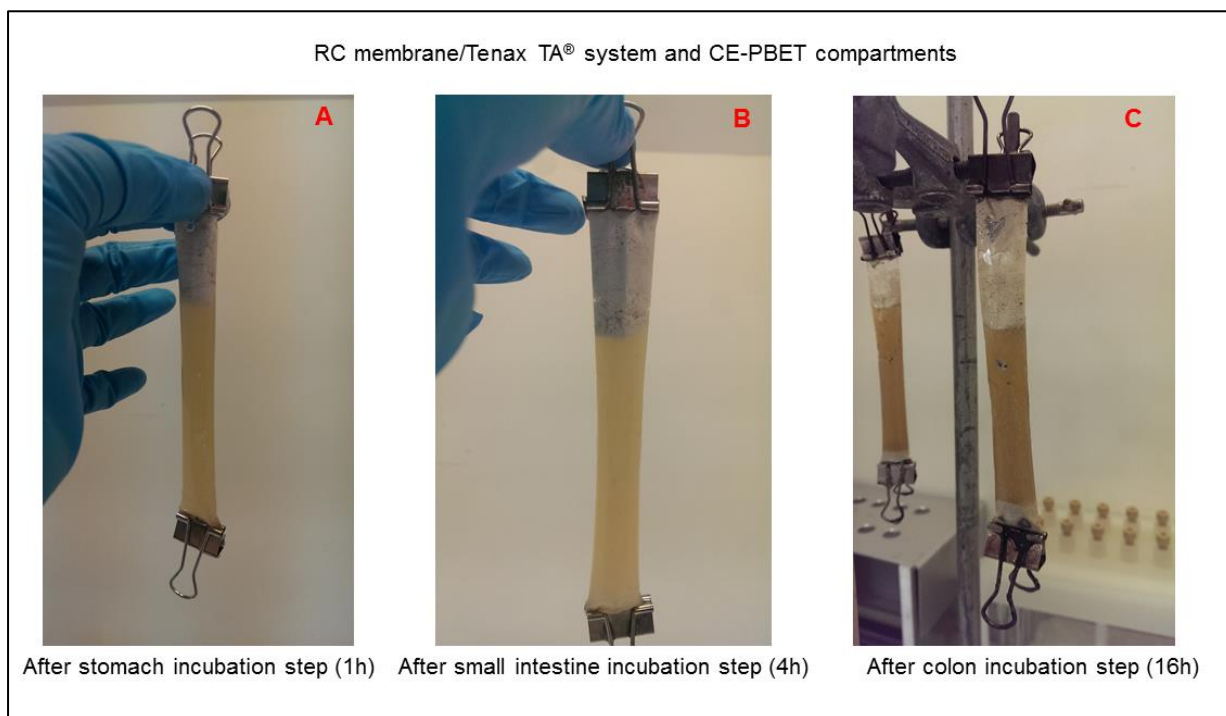 RC membrane/Tenax TA® system and CE-PBET compartments
A
B
C
After stomach incubation step (1h)
After small intestine incubation step (4h)
After colon incubation step (16h)